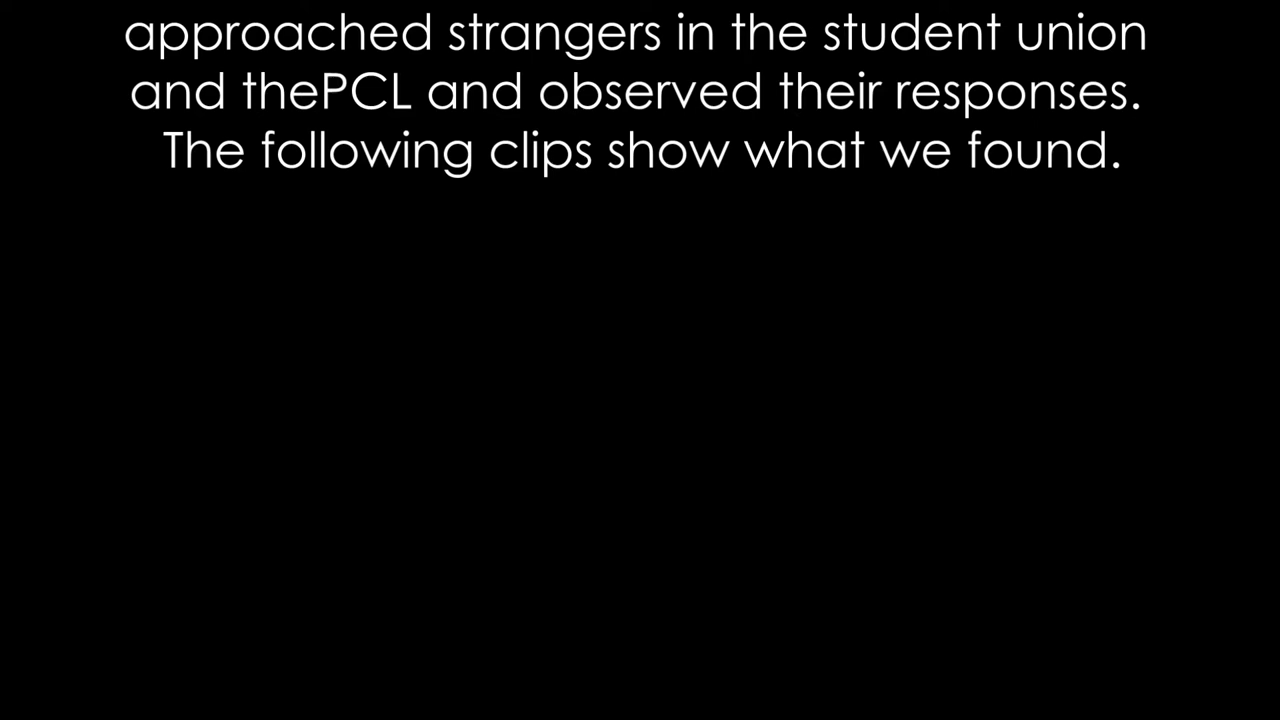 approached strangers in the student union
and thePCL and observed their responses.
The following clips show what we found.